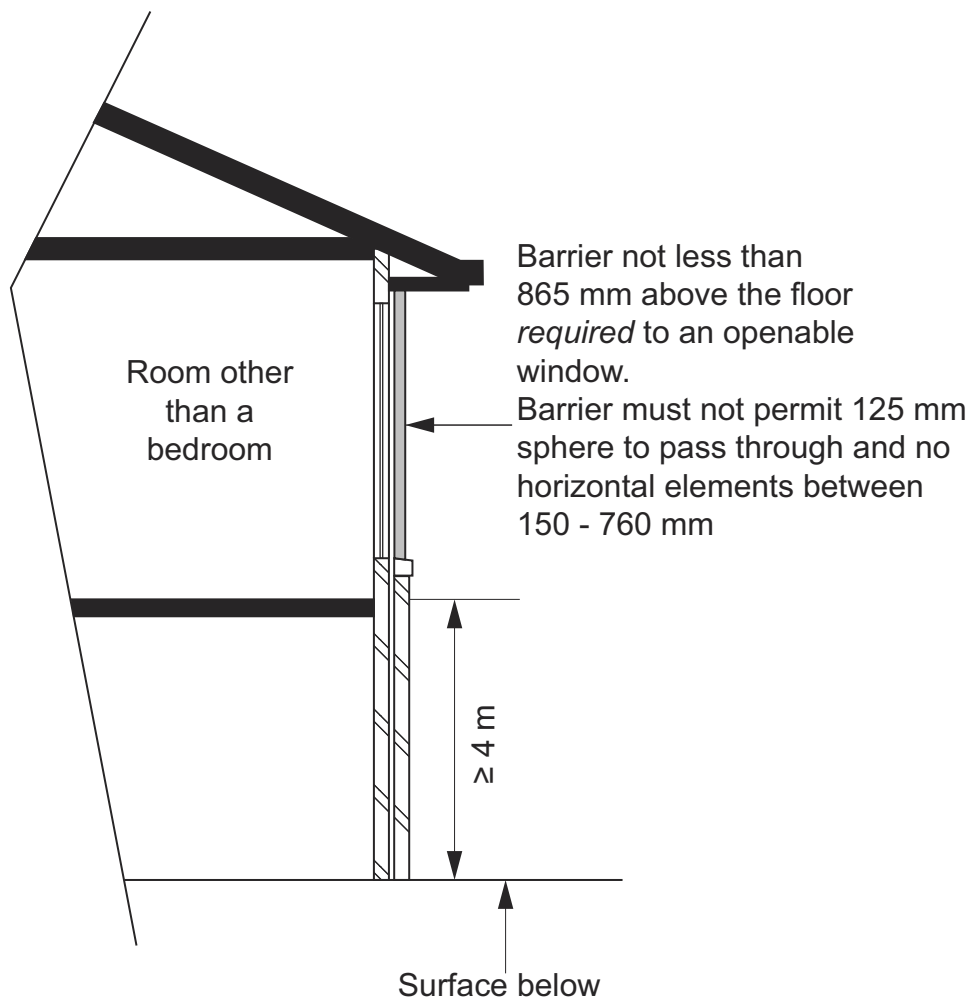 Barrier not less than
865 mm above the floor
required to an openable
window.
Barrier must not permit 125 mm
sphere to pass through and no
horizontal elements between
150 - 760 mm
Room other
than a
bedroom
≥ 4 m
Surface below